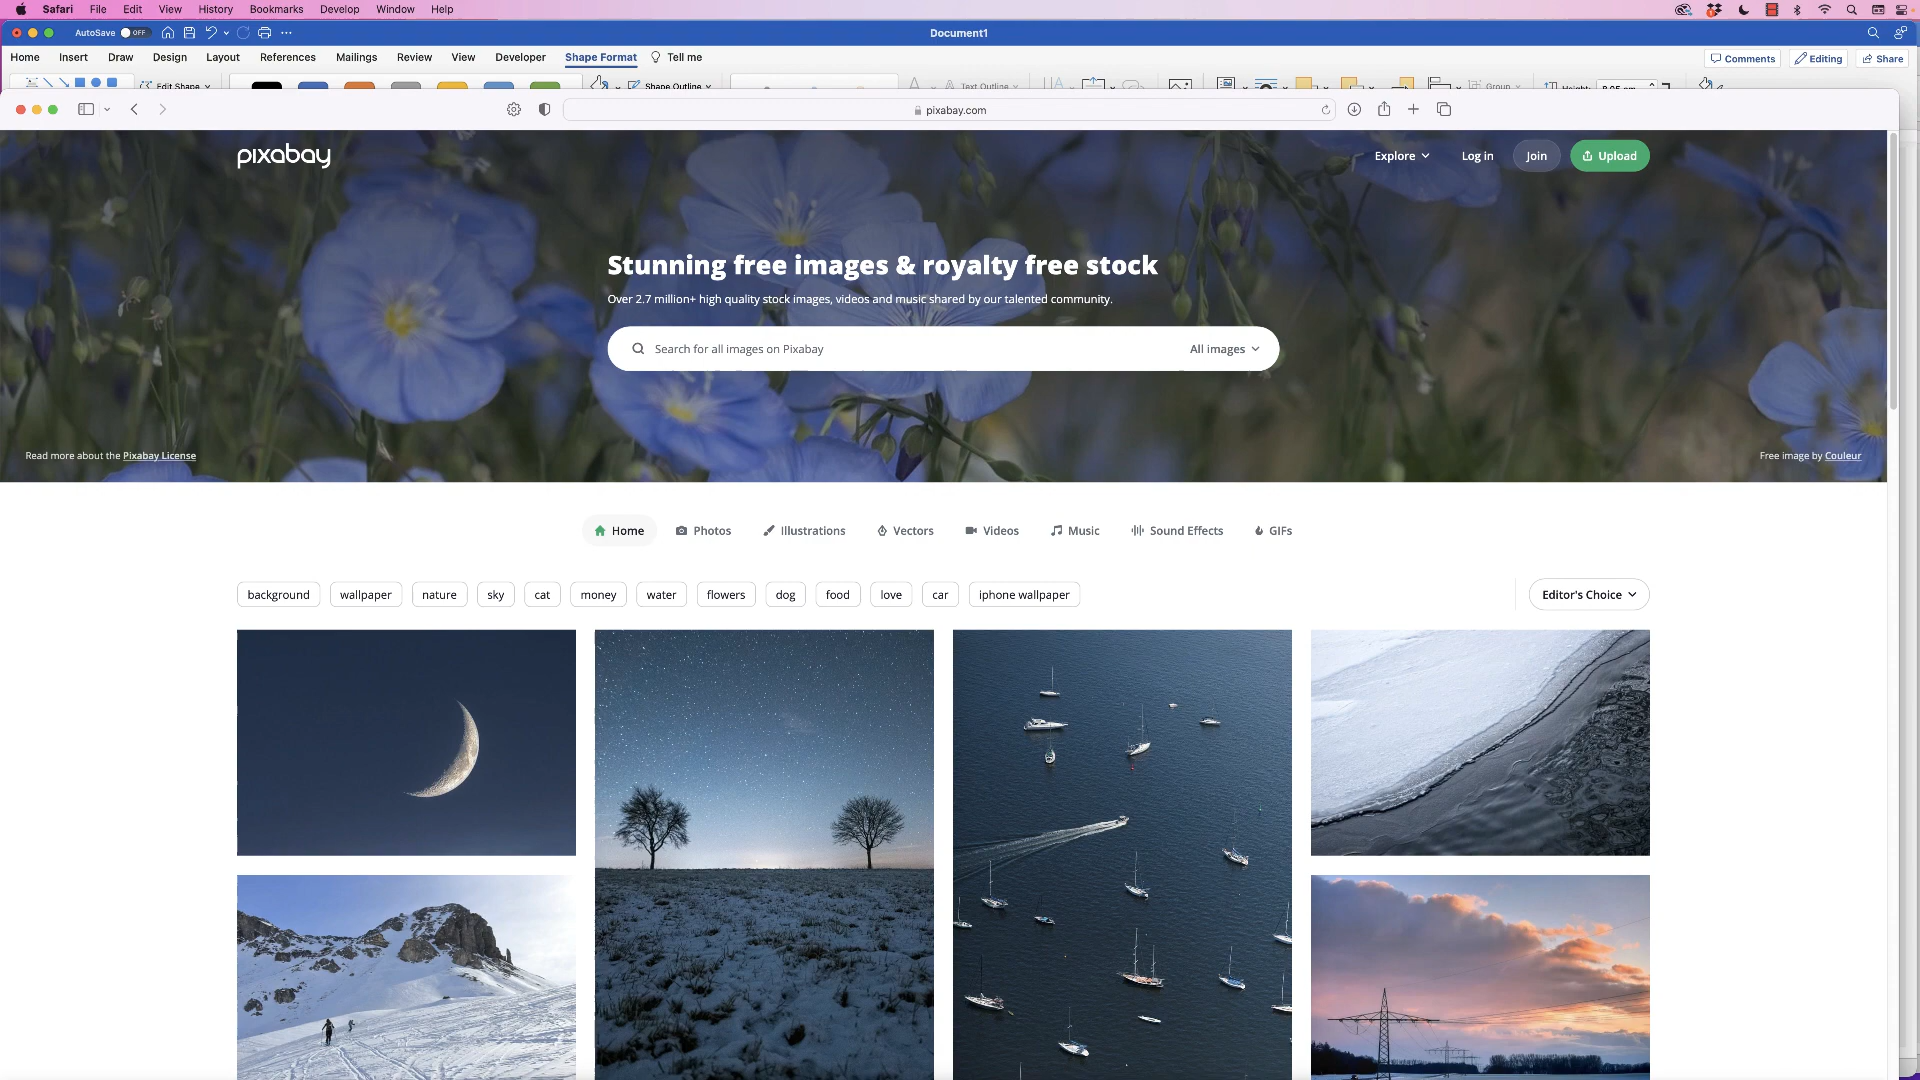 Safari File Edit View History Bookmarks Develop Window Help
AutoSave OFF Document1
Home Insert Draw Design Layout References Mailings Review View Developer Shape Format Tell me Comments Editing Share
Edit Shape Shape Outline Text Outline Group Height: 8.05 cm
pixabay.com
pixabay Explore Log in Join Upload
Stunning free images & royalty free stock
Over 2.7 million+ high quality stock images, videos and music shared by our talented community.
Search for all images on Pixabay All images
Read more about the Pixabay License Free image by Couleur
Home Photos Illustrations Vectors Videos Music Sound Effects GIFs
background wallpaper nature sky cat money water flowers dog food love car iphone wallpaper Editor's Choice